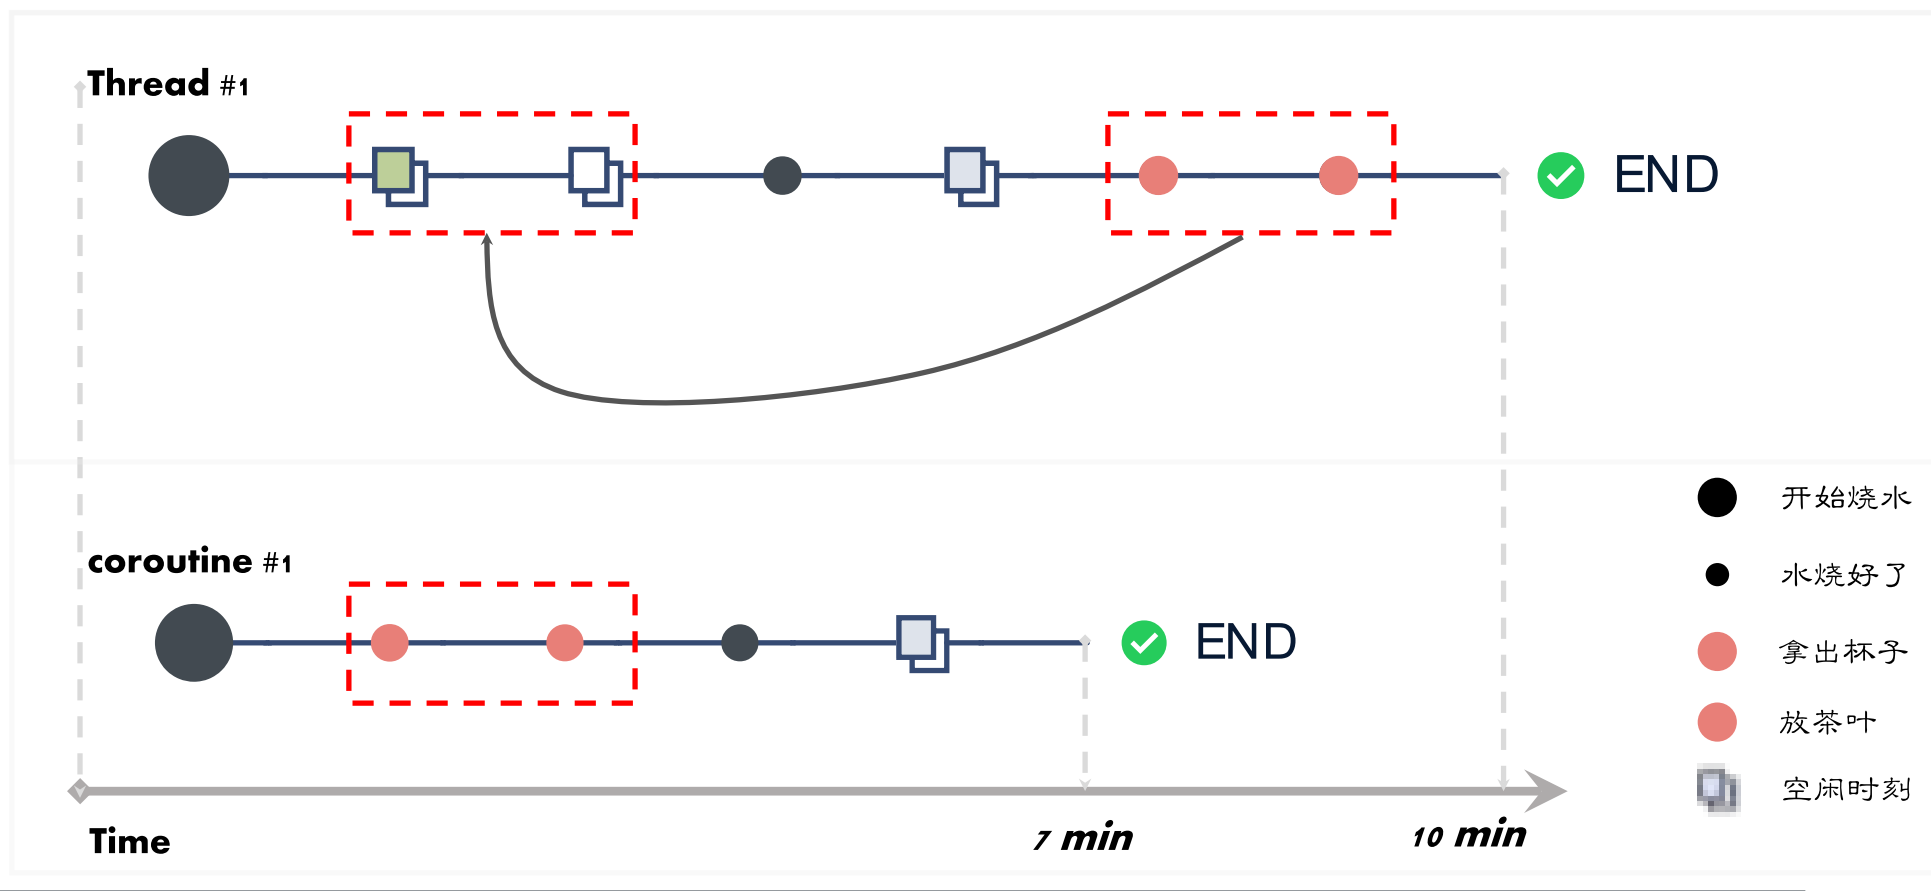 Thread #1
END
coroutine #1
END
开始烧水
水烧好了
拿出杯子
放茶叶
空闲时刻
Time
7 min
10 min